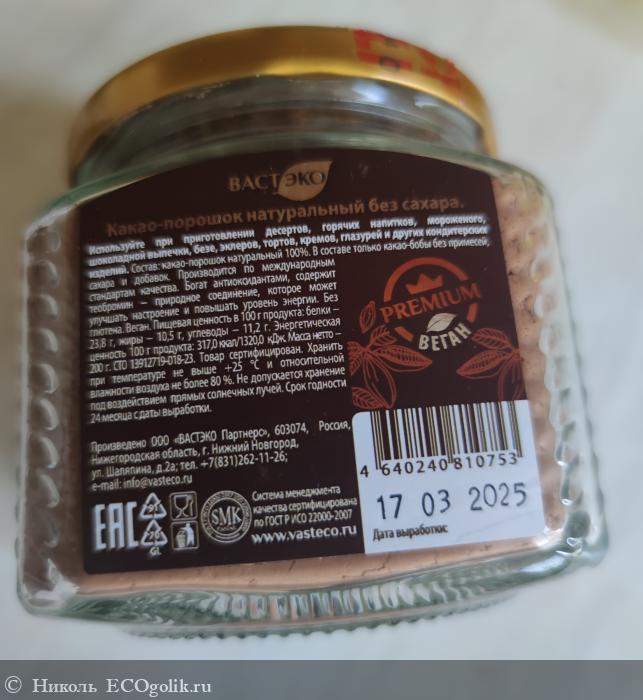 ВАСТЭКО
Какао-порошок натуральный без сахара.
Используйте при приготовлении десертов, горячих напитков, мороженого,
шоколадной выпечки, безе, эклеров, тортов, кремов, глазурей и других кондитерских
изделий. Состав: какао-порошок натуральный 100%. В составе только какао-бобы без примесей,
сахара и добавок. Производится по международным
стандартам качества. Богат антиоксидантами, содержит
теобромин – природное соединение, которое может
улучшать настроение и повышать уровень энергии. Без
глютена. Веган. Пищевая ценность в 100 г продукта: белки –
23,8 г, жиры – 10,5 г, углеводы – 11,2 г. Энергетическая
ценность 100 г продукта: 317,0 ккал/1320,0 кДж. Масса нетто –
200 г. СТО 13912719-018-23. Товар сертифицирован. Хранить
при температуре не выше +25 °С и относительной
влажности воздуха не более 80 %. Не допускается хранение
под воздействием прямых солнечных лучей. Срок годности
24 месяца с даты выработки.
PREMIUM
ВЕГАН
Произведено ООО «ВАСТЭКО Партнер», 603074, Россия,
Нижегородская область, г. Нижний Новгород,
ул. Шаляпина, д.2а; тел. +7(831)262-11-26;
e-mail: info@vasteco.ru
4 640240 810753
17 03 2025
Дата выработки:
EAC
GL
SMK
Система менеджмента
качества сертифицирована
по ГОСТ Р ИСО 22000-2007
www.vasteco.ru
© Николь ECOgolik.ru